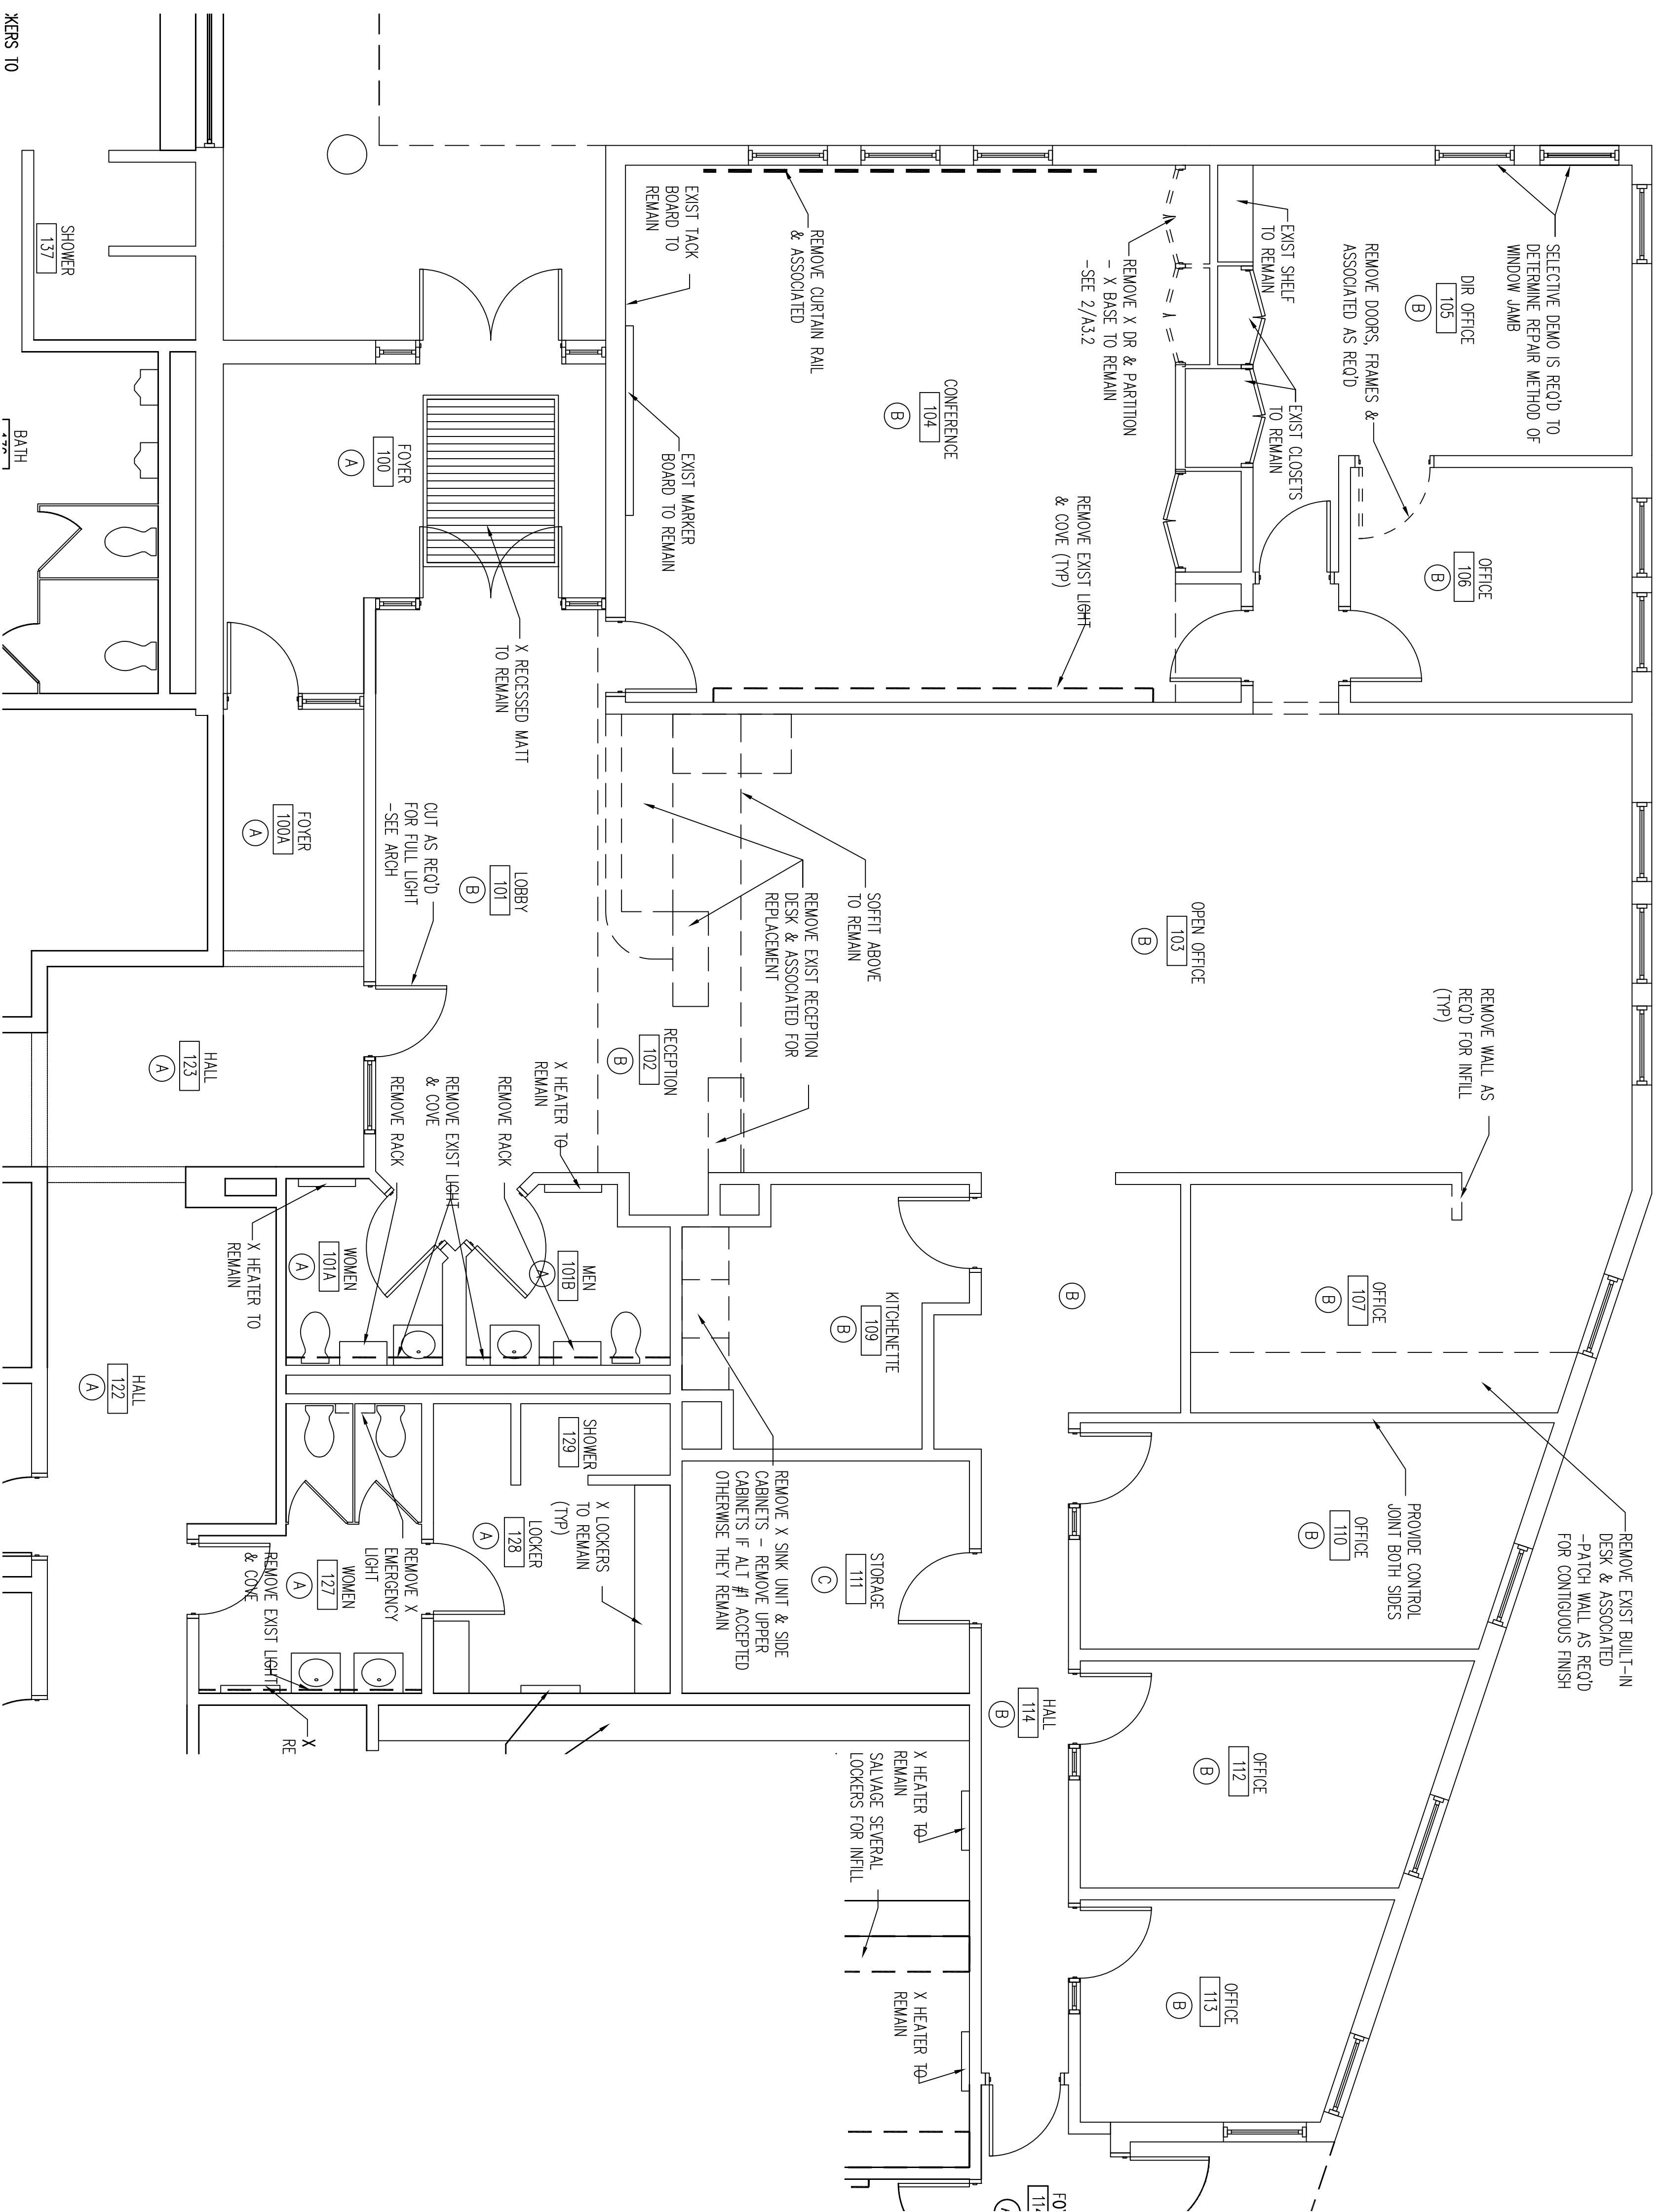 SELECTIVE DEMO IS REQ'D TO
DETERMINE REPAIR METHOD OF
WINDOW JAMB
DIR OFFICE
105
B
REMOVE DOORS, FRAMES &
ASSOCIATED AS REQ'D
OFFICE
106
B
EXIST SHELF
TO REMAIN
EXIST CLOSETS
TO REMAIN
REMOVE X DR & PARTITION
- X BASE TO REMAIN
-SEE 2/A3.2
REMOVE EXIST LIGHT
& COVE (TYP)
CONFERENCE
104
B
REMOVE CURTAIN RAIL
& ASSOCIATED
EXIST TACK
BOARD TO
REMAIN
EXIST MARKER
BOARD TO REMAIN
REMOVE EXIST BUILT-IN
DESK & ASSOCIATED
-PATCH WALL AS REQ'D
FOR CONTIGUOUS FINISH
REMOVE WALL AS
REQ'D FOR INFILL
(TYP)
OPEN OFFICE
103
B
OFFICE
107
B
PROVIDE CONTROL
JOINT BOTH SIDES
OFFICE
110
B
OFFICE
112
B
OFFICE
113
B
B
HALL
114
B
SOFFIT ABOVE
TO REMAIN
REMOVE EXIST RECEPTION
DESK & ASSOCIATED FOR
REPLACEMENT
RECEPTION
102
B
KITCHENETTE
109
B
STORAGE
111
C
REMOVE X SINK UNIT & SIDE
CABINETS - REMOVE UPPER
CABINETS IF ALT #1 ACCEPTED
OTHERWISE THEY REMAIN
X HEATER TO
REMAIN
SALVAGE SEVERAL
LOCKERS FOR INFILL
X HEATER TO
REMAIN
114
A
X RECESSED MATT
TO REMAIN
LOBBY
101
B
CUT AS REQ'D
FOR FULL LIGHT
-SEE ARCH
X HEATER TO
REMAIN
REMOVE RACK
REMOVE EXIST LIGHT
& COVE
REMOVE RACK
MEN
101B
A
WOMEN
101A
A
X HEATER TO
REMAIN
SHOWER
129
X LOCKERS
TO REMAIN
(TYP)
LOCKER
128
A
REMOVE X
EMERGENCY
LIGHT
WOMEN
127
A
REMOVE EXIST LIGHT
& COVE
X
RE
FOYER
100
A
FOYER
100A
A
HALL
123
A
HALL
122
A
SHOWER
137
BATH
KERS TO